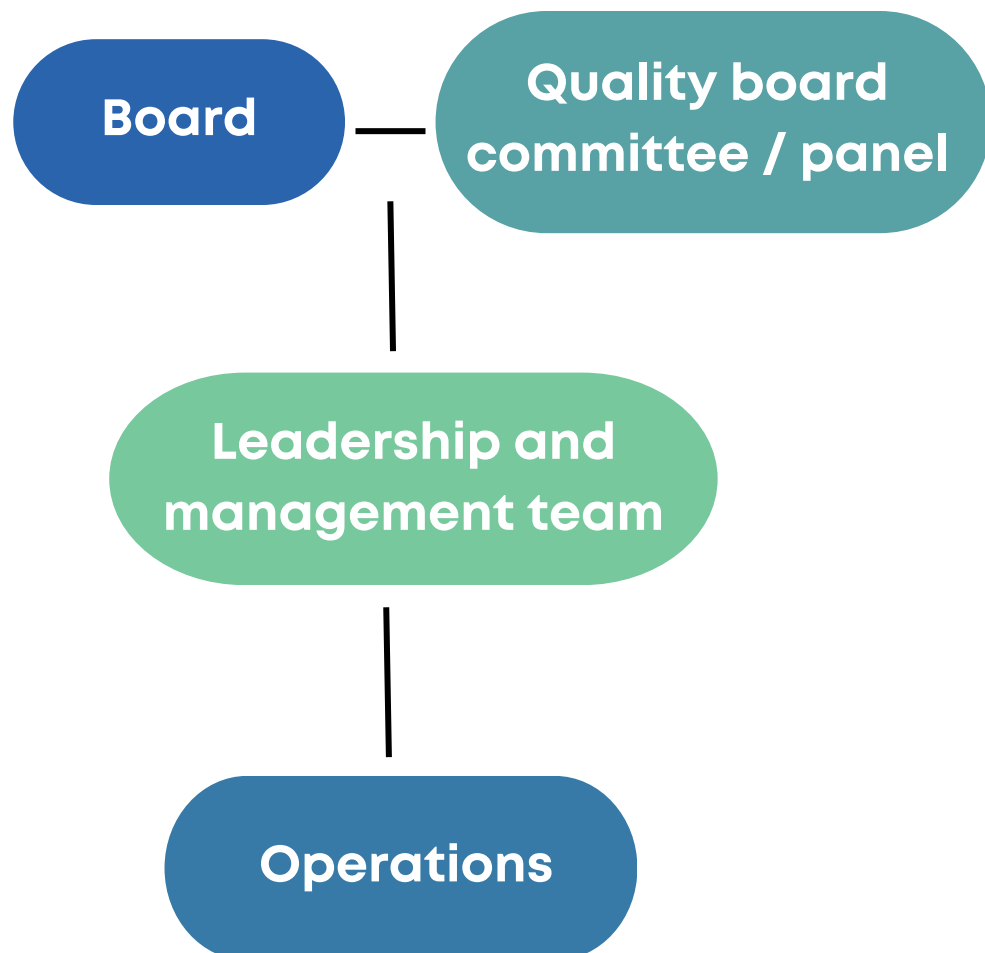 Board
Quality board
committee / panel
Leadership and
management team
Operations